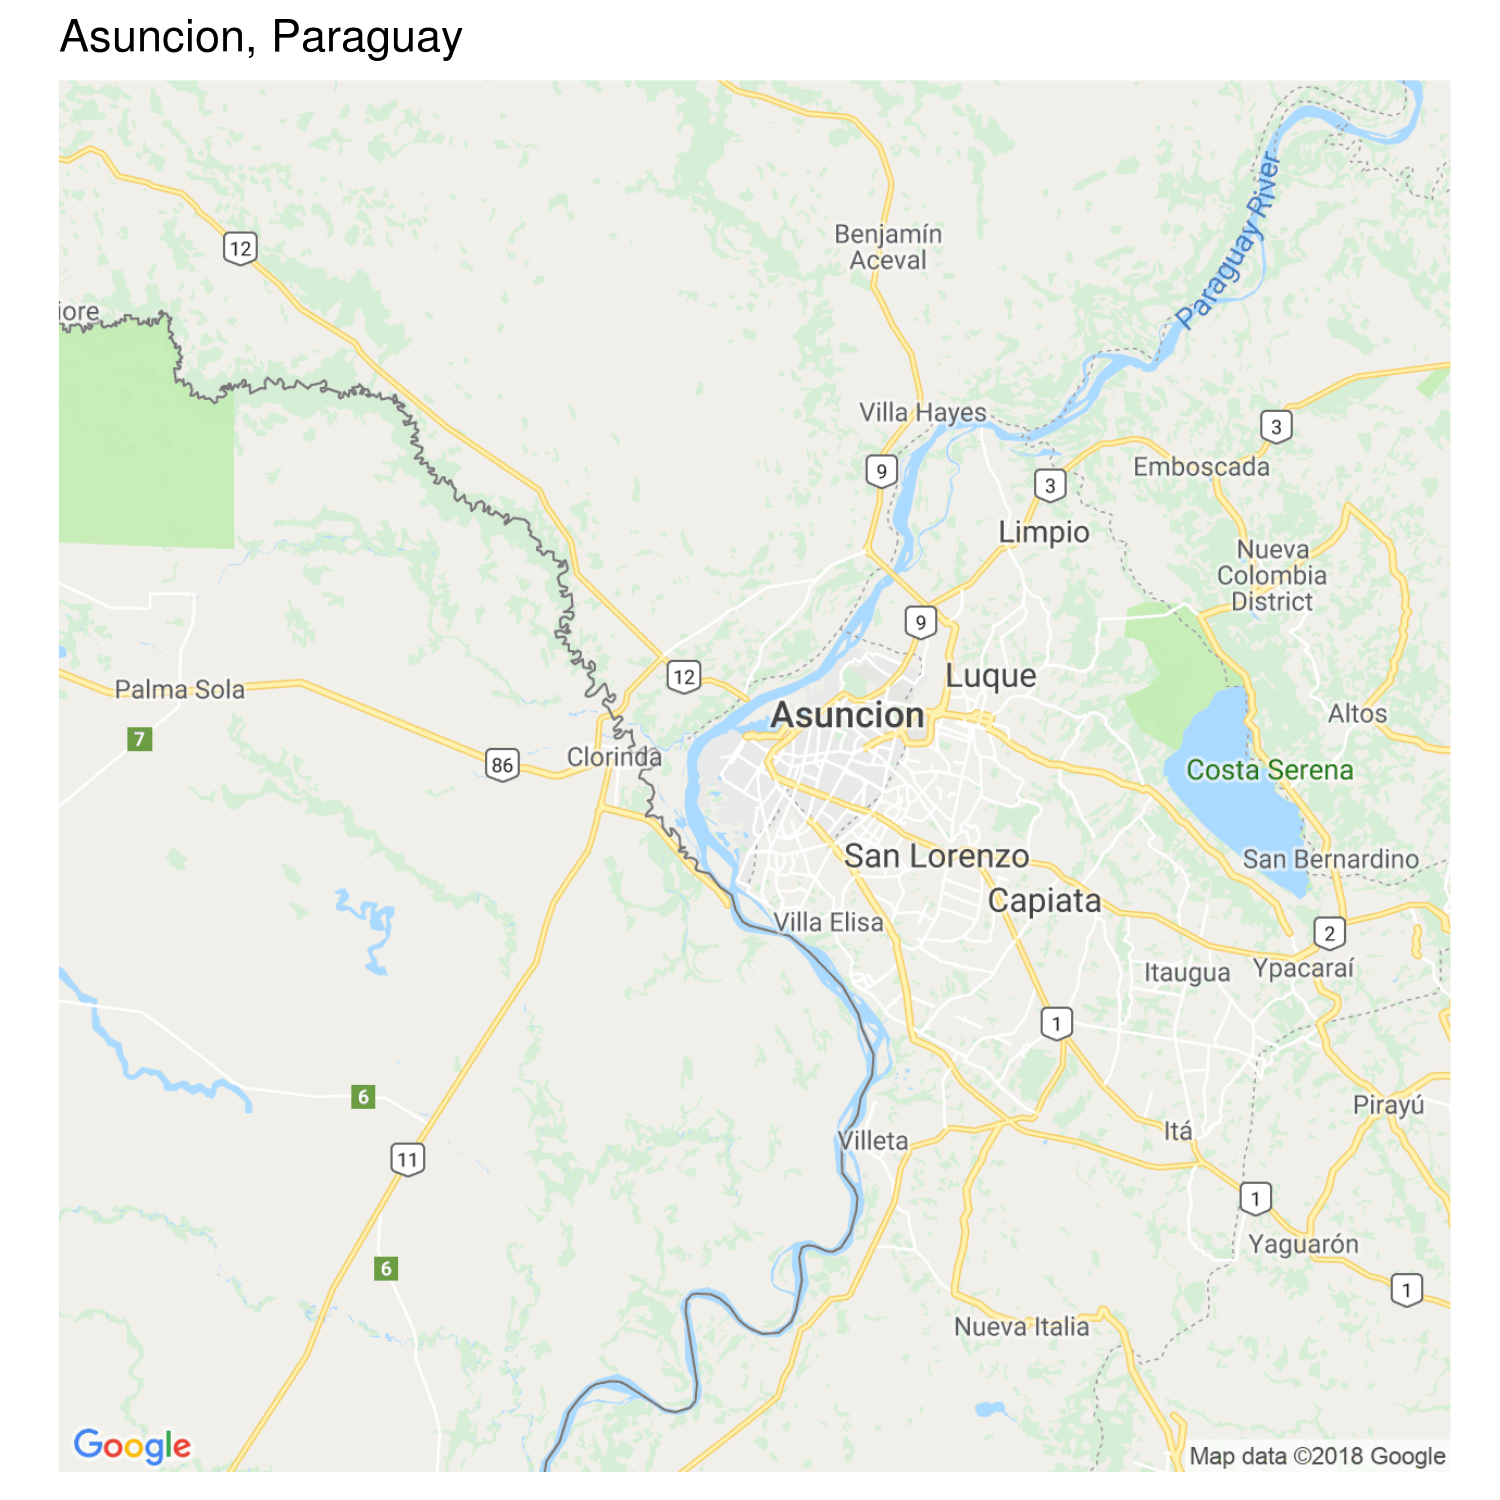 Asuncion, Paraguay
Paraguay River
Benjamín
Aceval
12
iore
Villa Hayes
3
9
Emboscada
3
Limpio
Nueva
Colombia
District
9
12
Luque
Palma Sola
Asuncion
Altos
7
86
Clorinda
Costa Serena
San Lorenzo
San Bernardino
Capiata
Villa Elisa
2
Itaugua
Ypacaraí
1
6
Pirayú
Villeta
Itá
11
1
Yaguarón
6
1
Nueva Italia
Google
Map data ©2018 Google